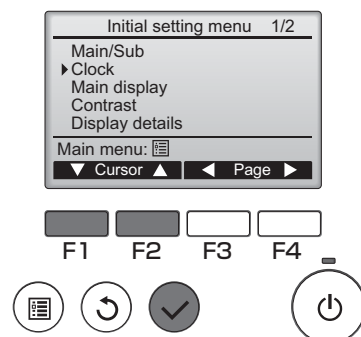 Initial setting menu 1/2
Main/Sub
Clock
Main display
Contrast
Display details
Main menu:
▼ Cursor ▲ ◀ Page ▶
F1 F2 F3 F4